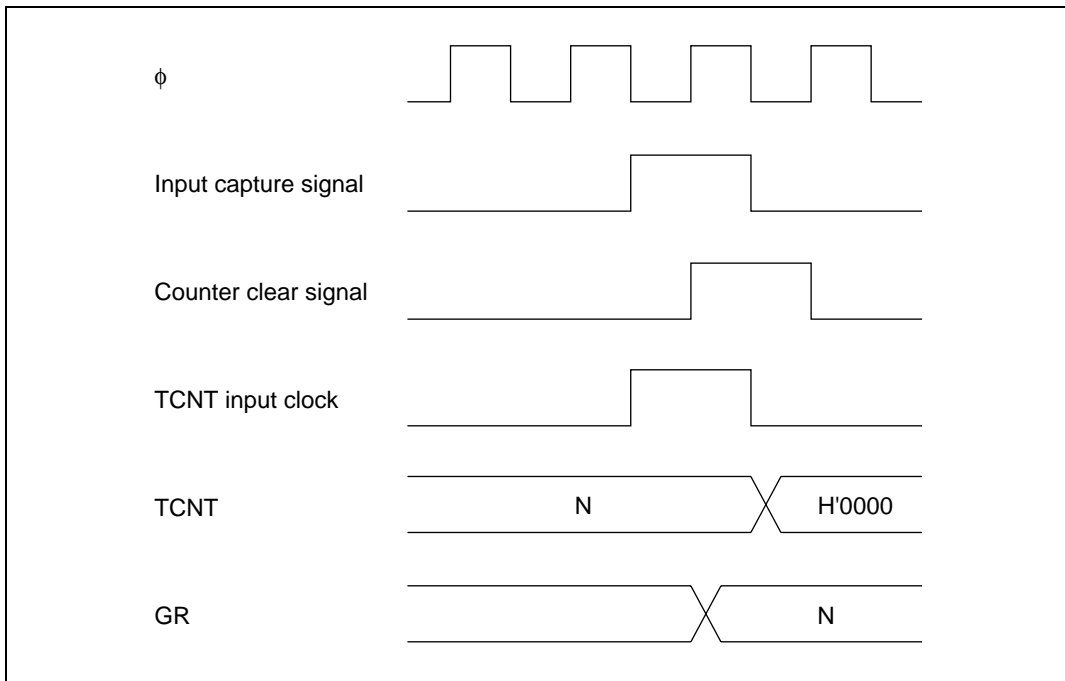 ϕ
Input capture signal
Counter clear signal
TCNT input clock
TCNT N H'0000
GR N